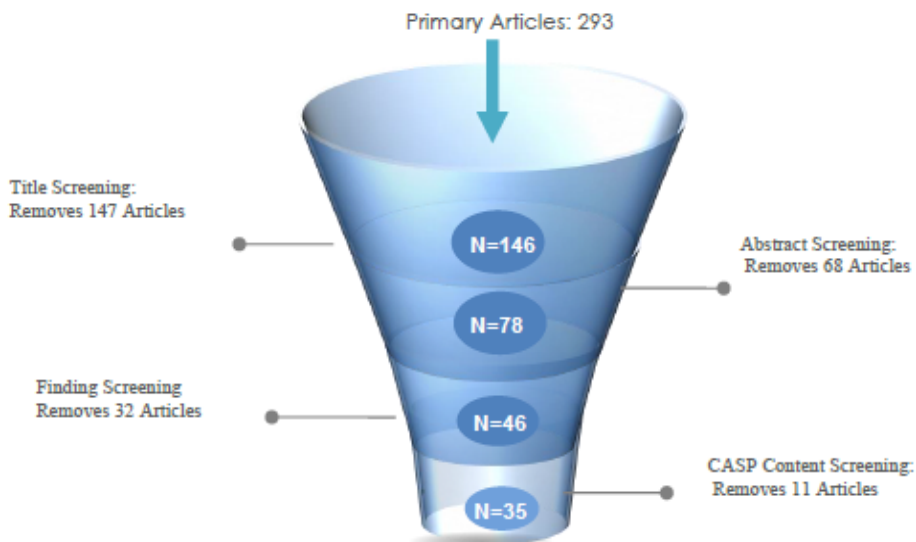 Primary Articles: 293
Title Screening:
Removes 147 Articles
N=146
Abstract Screening:
Removes 68 Articles
N=78
Finding Screening
Removes 32 Articles
N=46
CASP Content Screening:
Removes 11 Articles
N=35